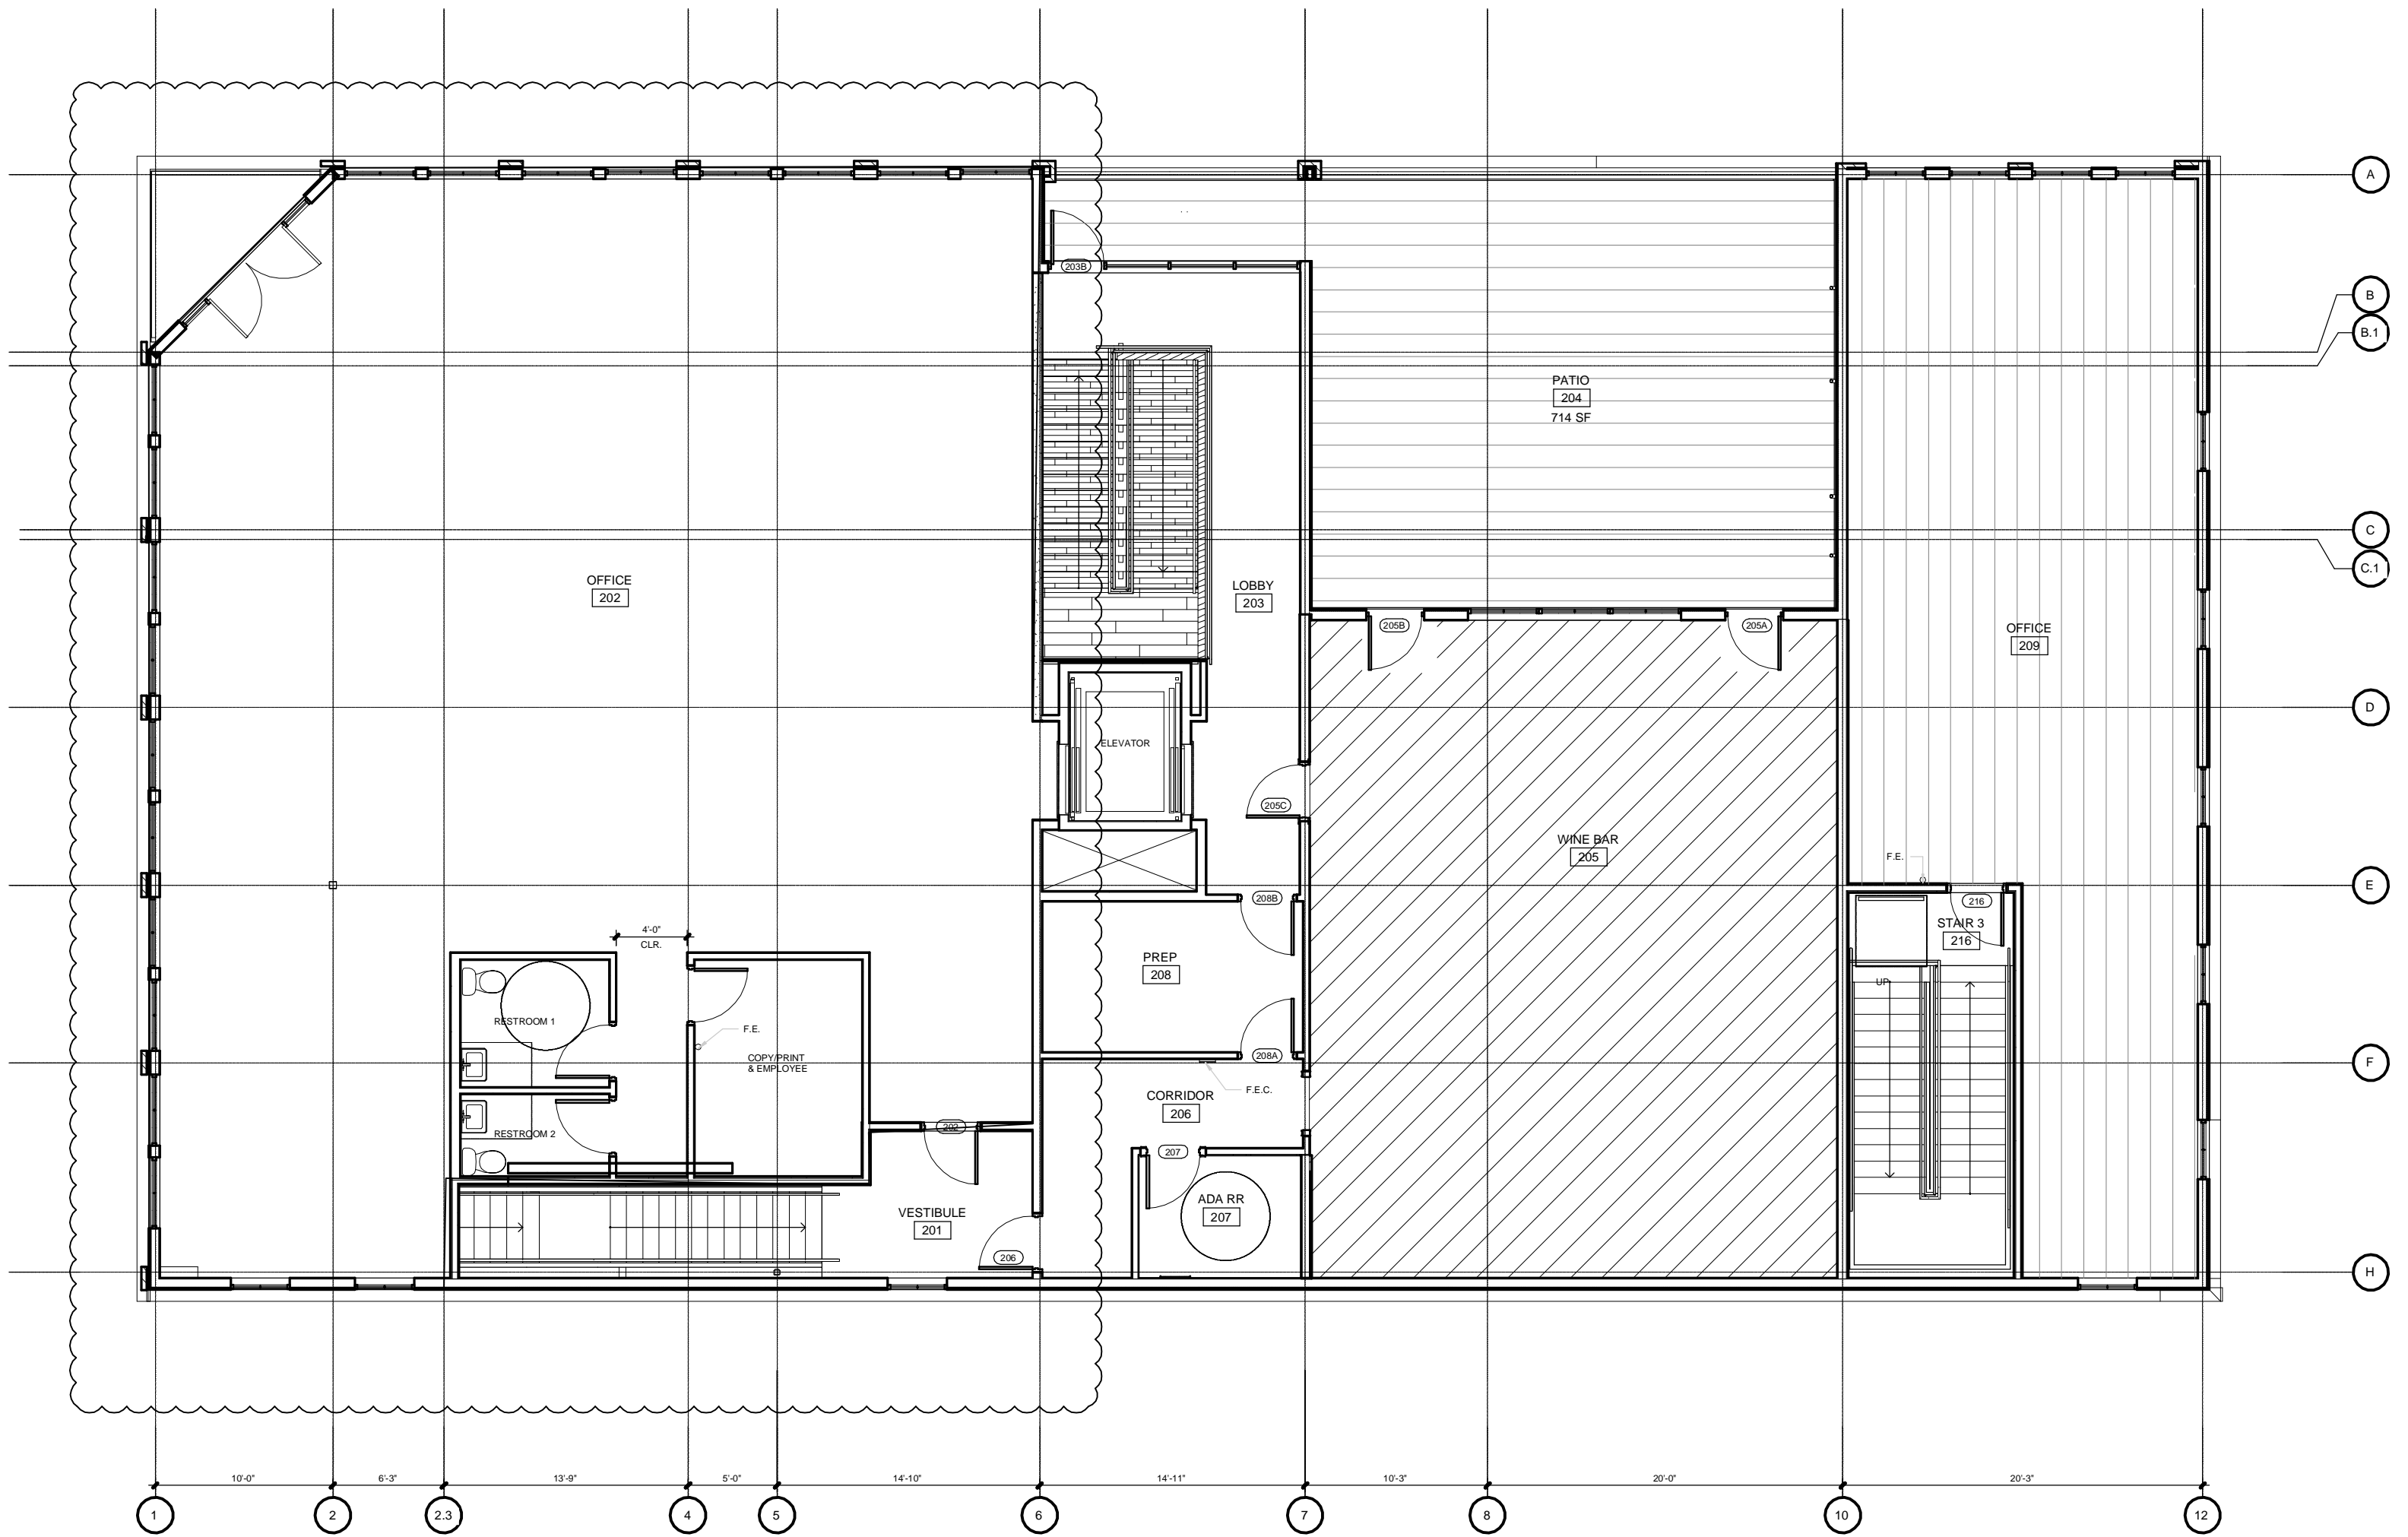 A
B
B.1
203B
PATIO
204
714 SF
C
C.1
OFFICE
202
LOBBY
203
205B
205A
OFFICE
209
D
ELEVATOR
205C
WINE BAR
205
F.E.
E
208B
216
STAIR 3
216
4'-0"
CLR.
PREP
208
UP
RESTROOM 1
F.E.
COPY/PRINT
& EMPLOYEE
208A
F
F.E.C.
CORRIDOR
206
RESTROOM 2
202
207
ADA RR
207
VESTIBULE
201
206
H
10'-0"
6'-3"
13'-9"
5'-0"
14'-10"
14'-11"
10'-3"
20'-0"
20'-3"
1
2
2.3
4
5
6
7
8
10
12